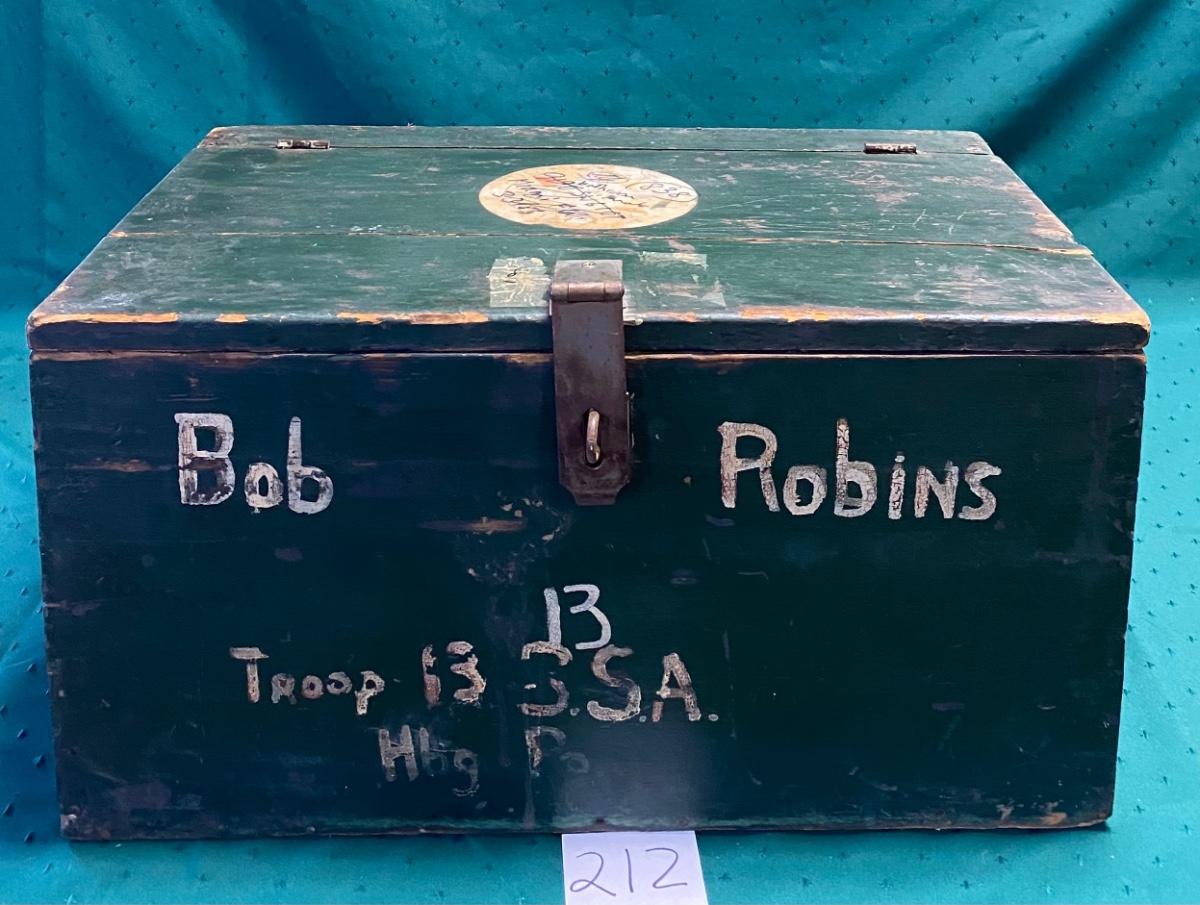 Bob Robins
13
Troop 13 B.S.A.
Hbg Pa
212